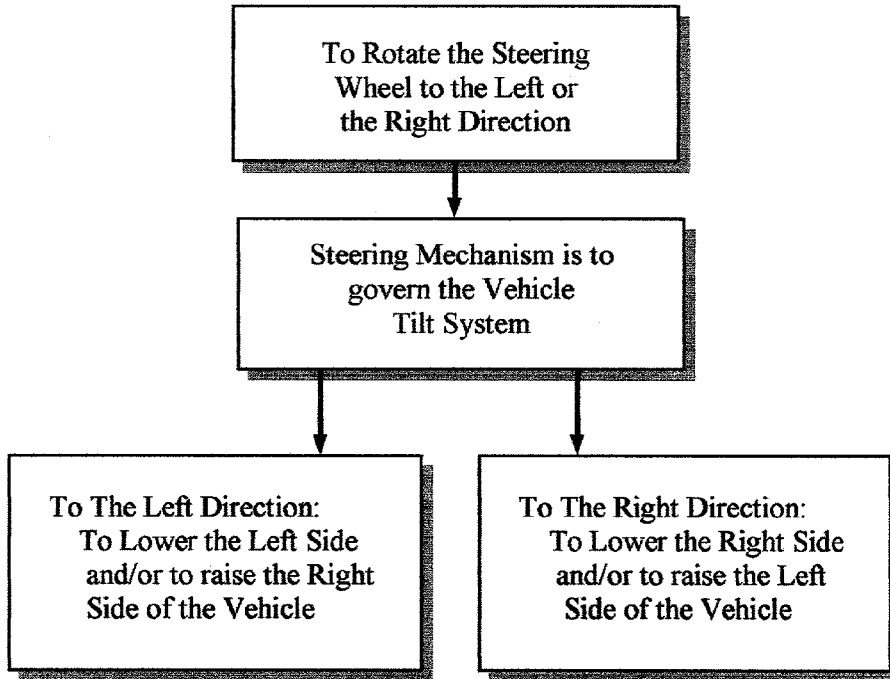 To Rotate the Steering
Wheel to the Left or
the Right Direction
Steering Mechanism is to
govern the Vehicle
Tilt System
To The Left Direction:
To Lower the Left Side
and/or to raise the Right
Side of the Vehicle
To The Right Direction:
To Lower the Right Side
and/or to raise the Left
Side of the Vehicle